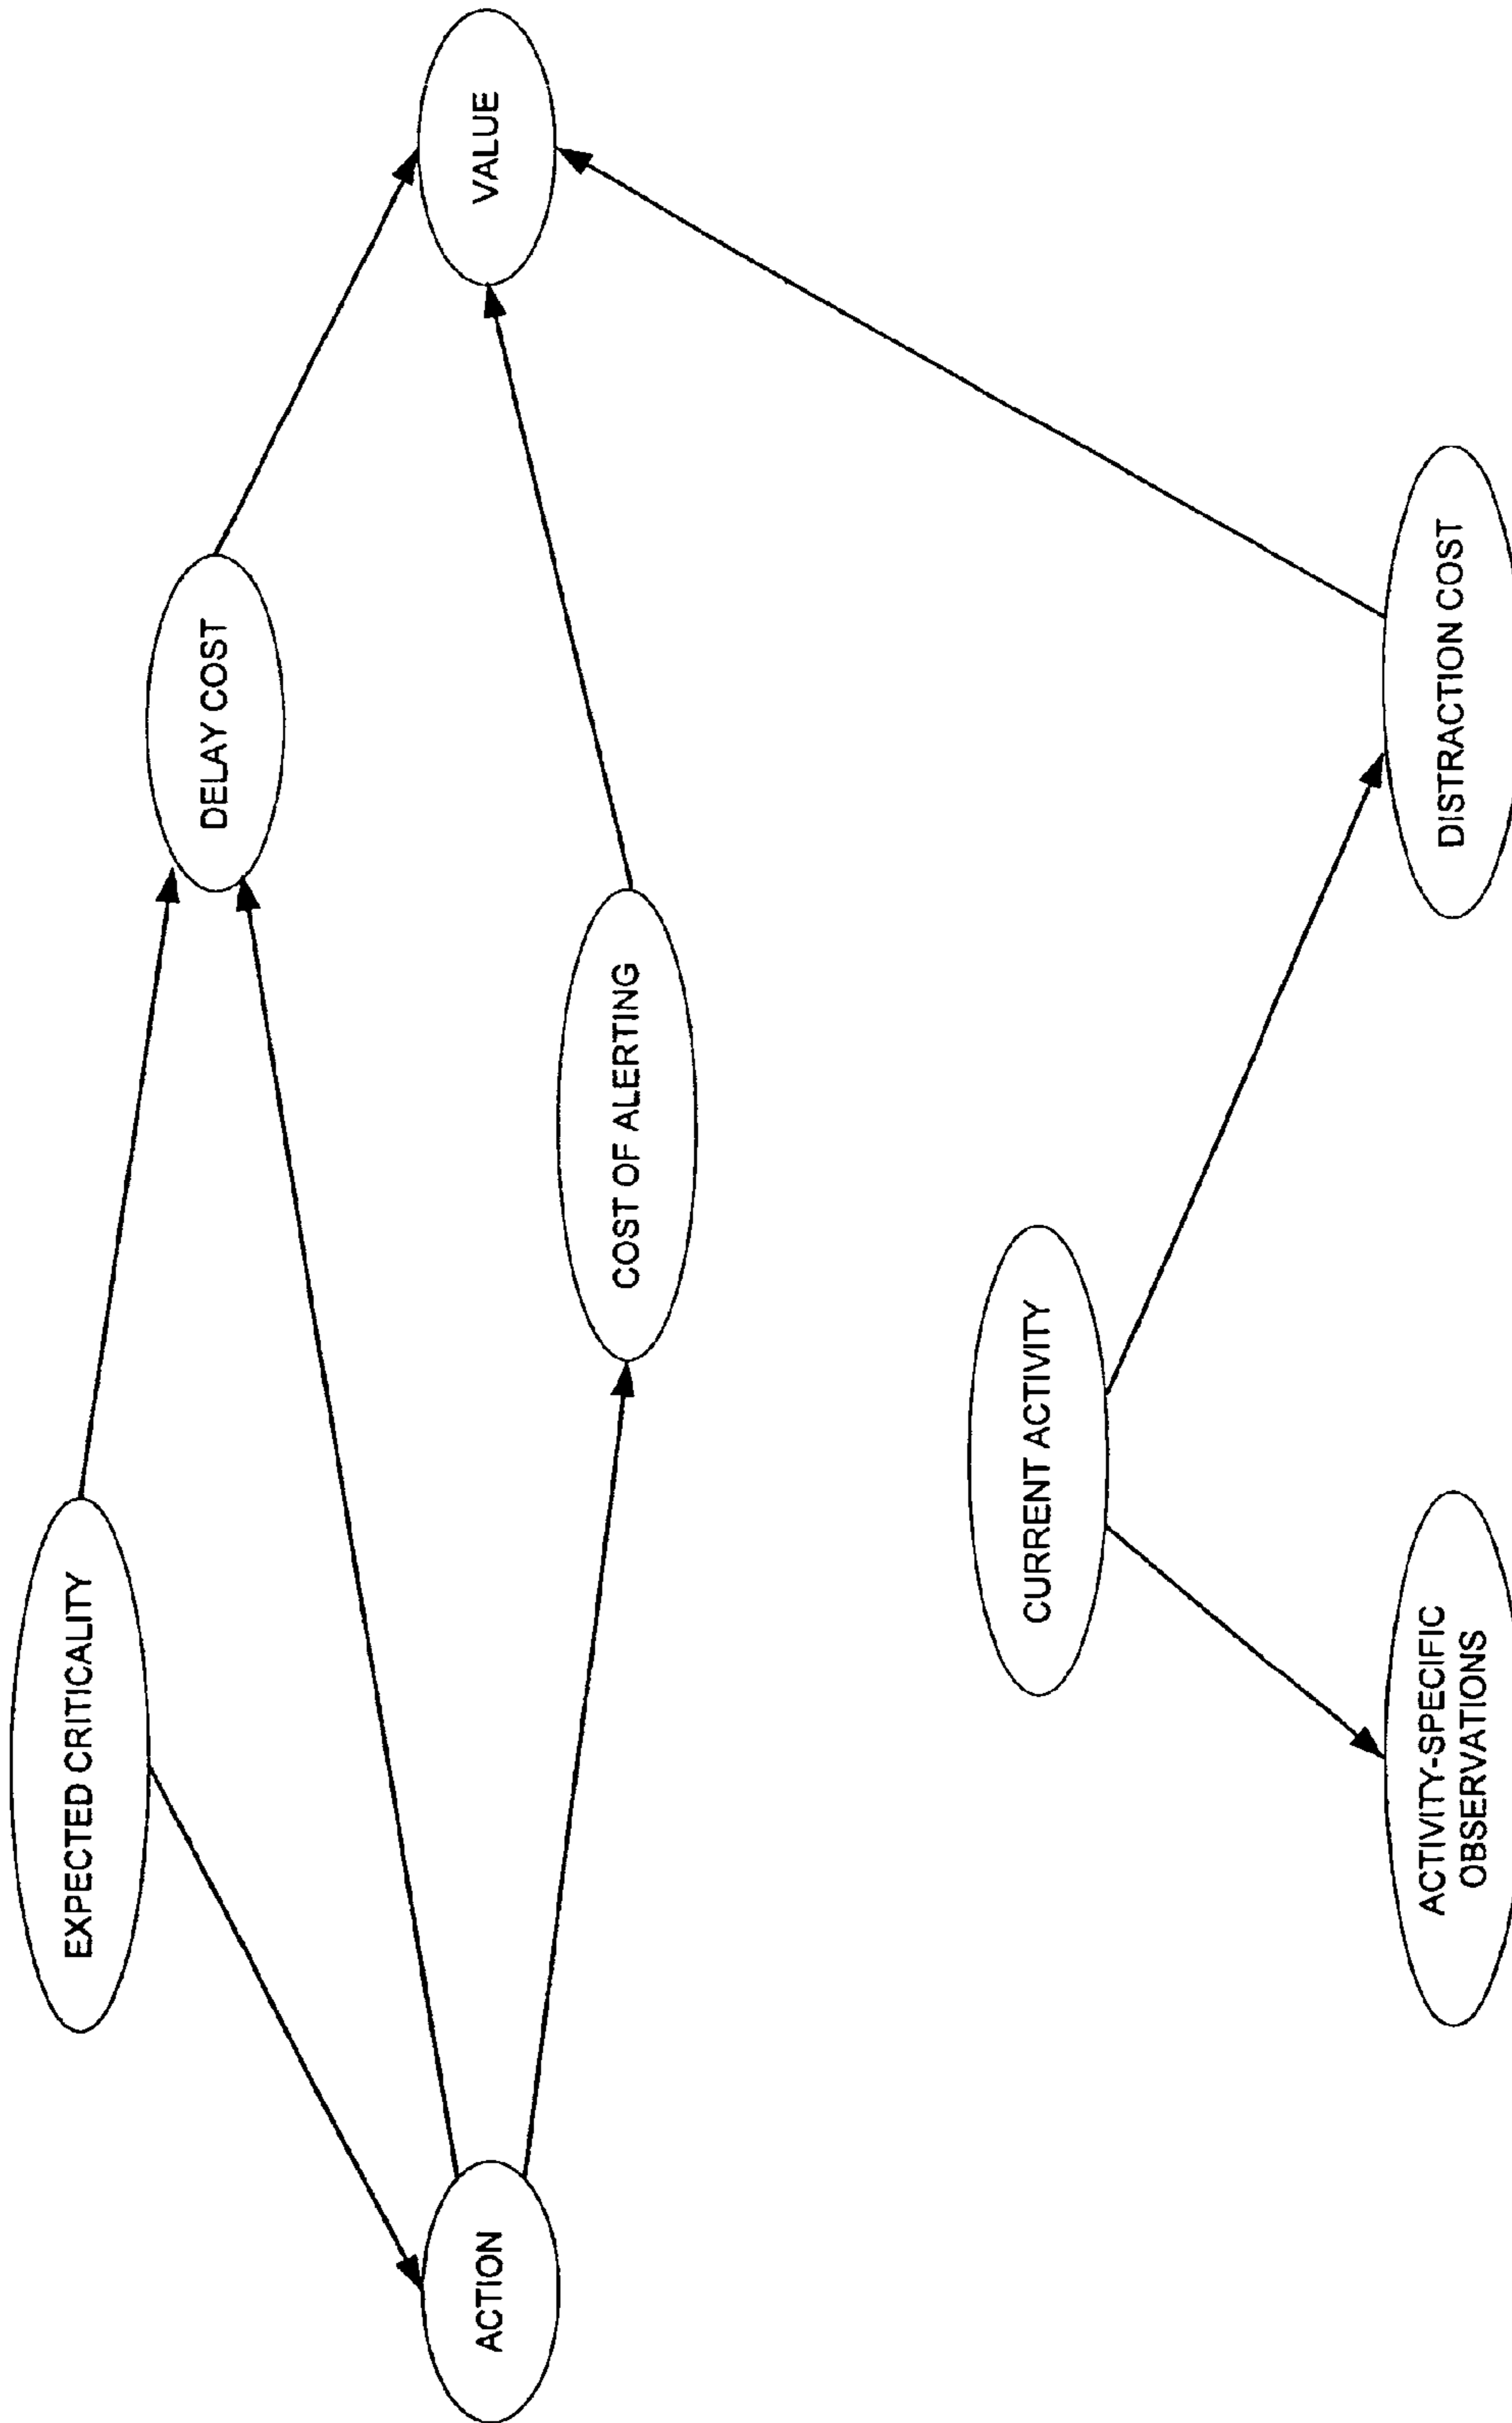 EXPECTED CRITICALITY
DELAY COST
ACTION
VALUE
COST OF ALERTING
CURRENT ACTIVITY
ACTIVITY-SPECIFIC
OBSERVATIONS
DISTRACTION COST